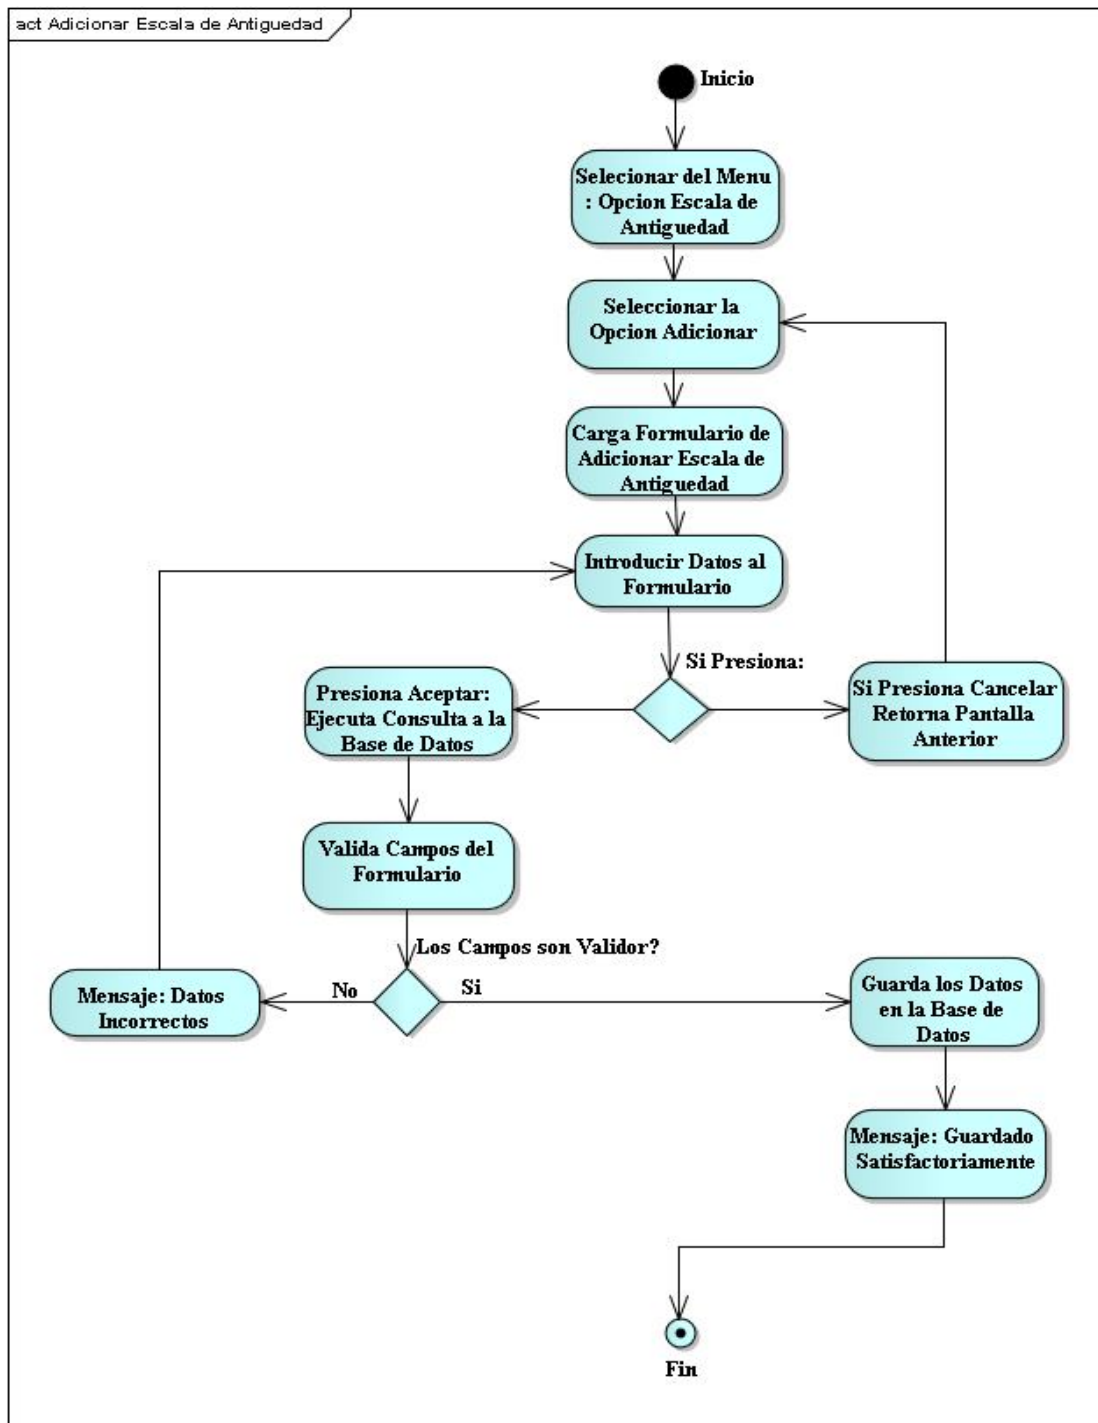 act Adicionar Escala de Antiguedad
Inicio
Selecionar del Menu
: Opcion Escala de
Antiguedad
Seleccionar la
Opcion Adicionar
Carga Formulario de
Adicionar Escala de
Antiguedad
Introducir Datos al
Formulario
Si Presiona:
Presiona Aceptar:
Ejecuta Consulta a la
Base de Datos
Si Presiona Cancelar
Retorna Pantalla
Anterior
Valida Campos del
Formulario
Los Campos son Validor?
Mensaje: Datos
Incorrectos
No
Si
Guarda los Datos
en la Base de
Datos
Mensaje: Guardado
Satisfactoriamente
Fin